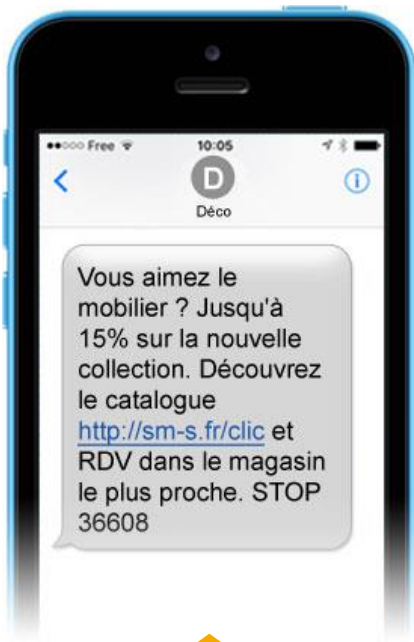 Free 10:05
D
Déco
Vous aimez le
mobilier ? Jusqu'à
15% sur la nouvelle
collection. Découvrez
le catalogue
http://sm-s.fr/clic et
RDV dans le magasin
le plus proche. STOP
36608